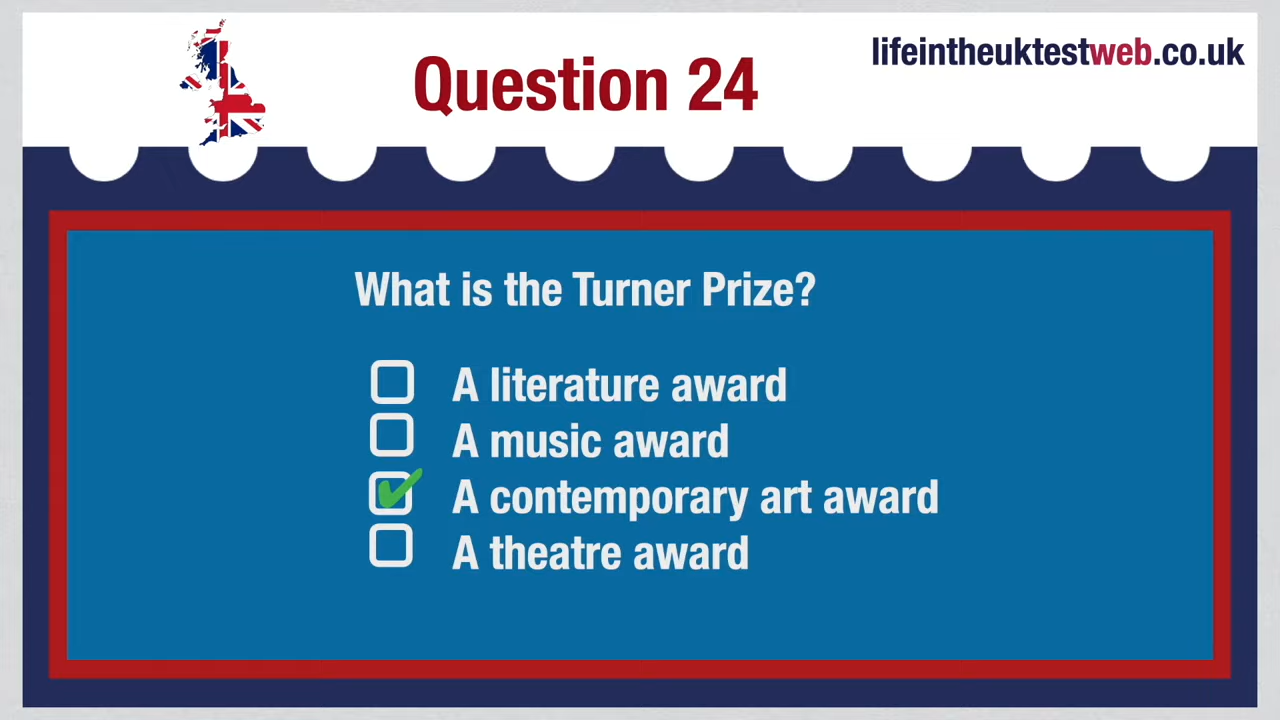 lifeintheuktestweb.co.uk
Question 24
What is the Turner Prize?
A literature award
A music award
A contemporary art award
A theatre award